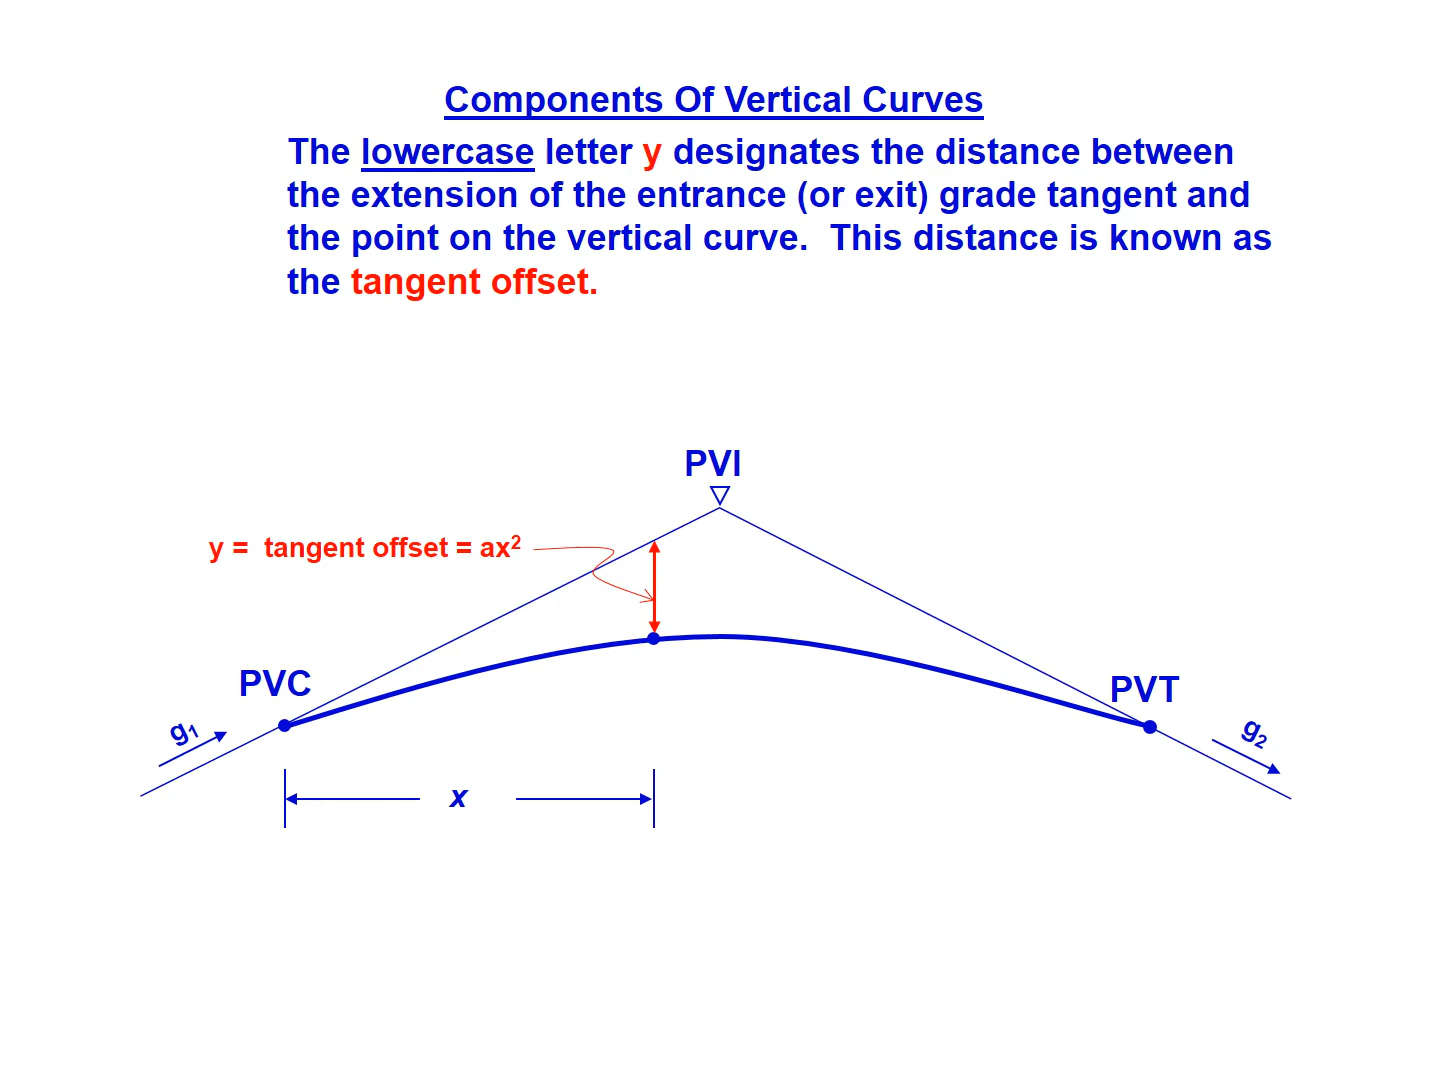 Components Of Vertical Curves
The lowercase letter y designates the distance between
the extension of the entrance (or exit) grade tangent and
the point on the vertical curve.  This distance is known as
the tangent offset.
PVI
y =  tangent offset = ax²
PVC
PVT
g₁
g₂
x